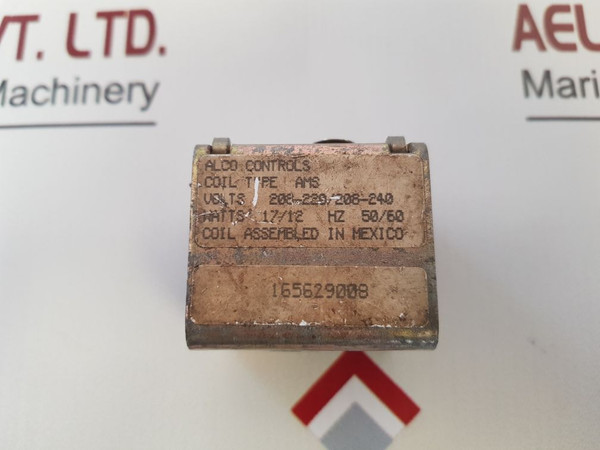 VT. LTD.
Machinery
AEL
Mari
ALCO CONTROLS
COIL TYPE AMS
VOLTS 208-220/208-240
WATTS 17/12 HZ 50/60
COIL ASSEMBLED IN MEXICO
165629008